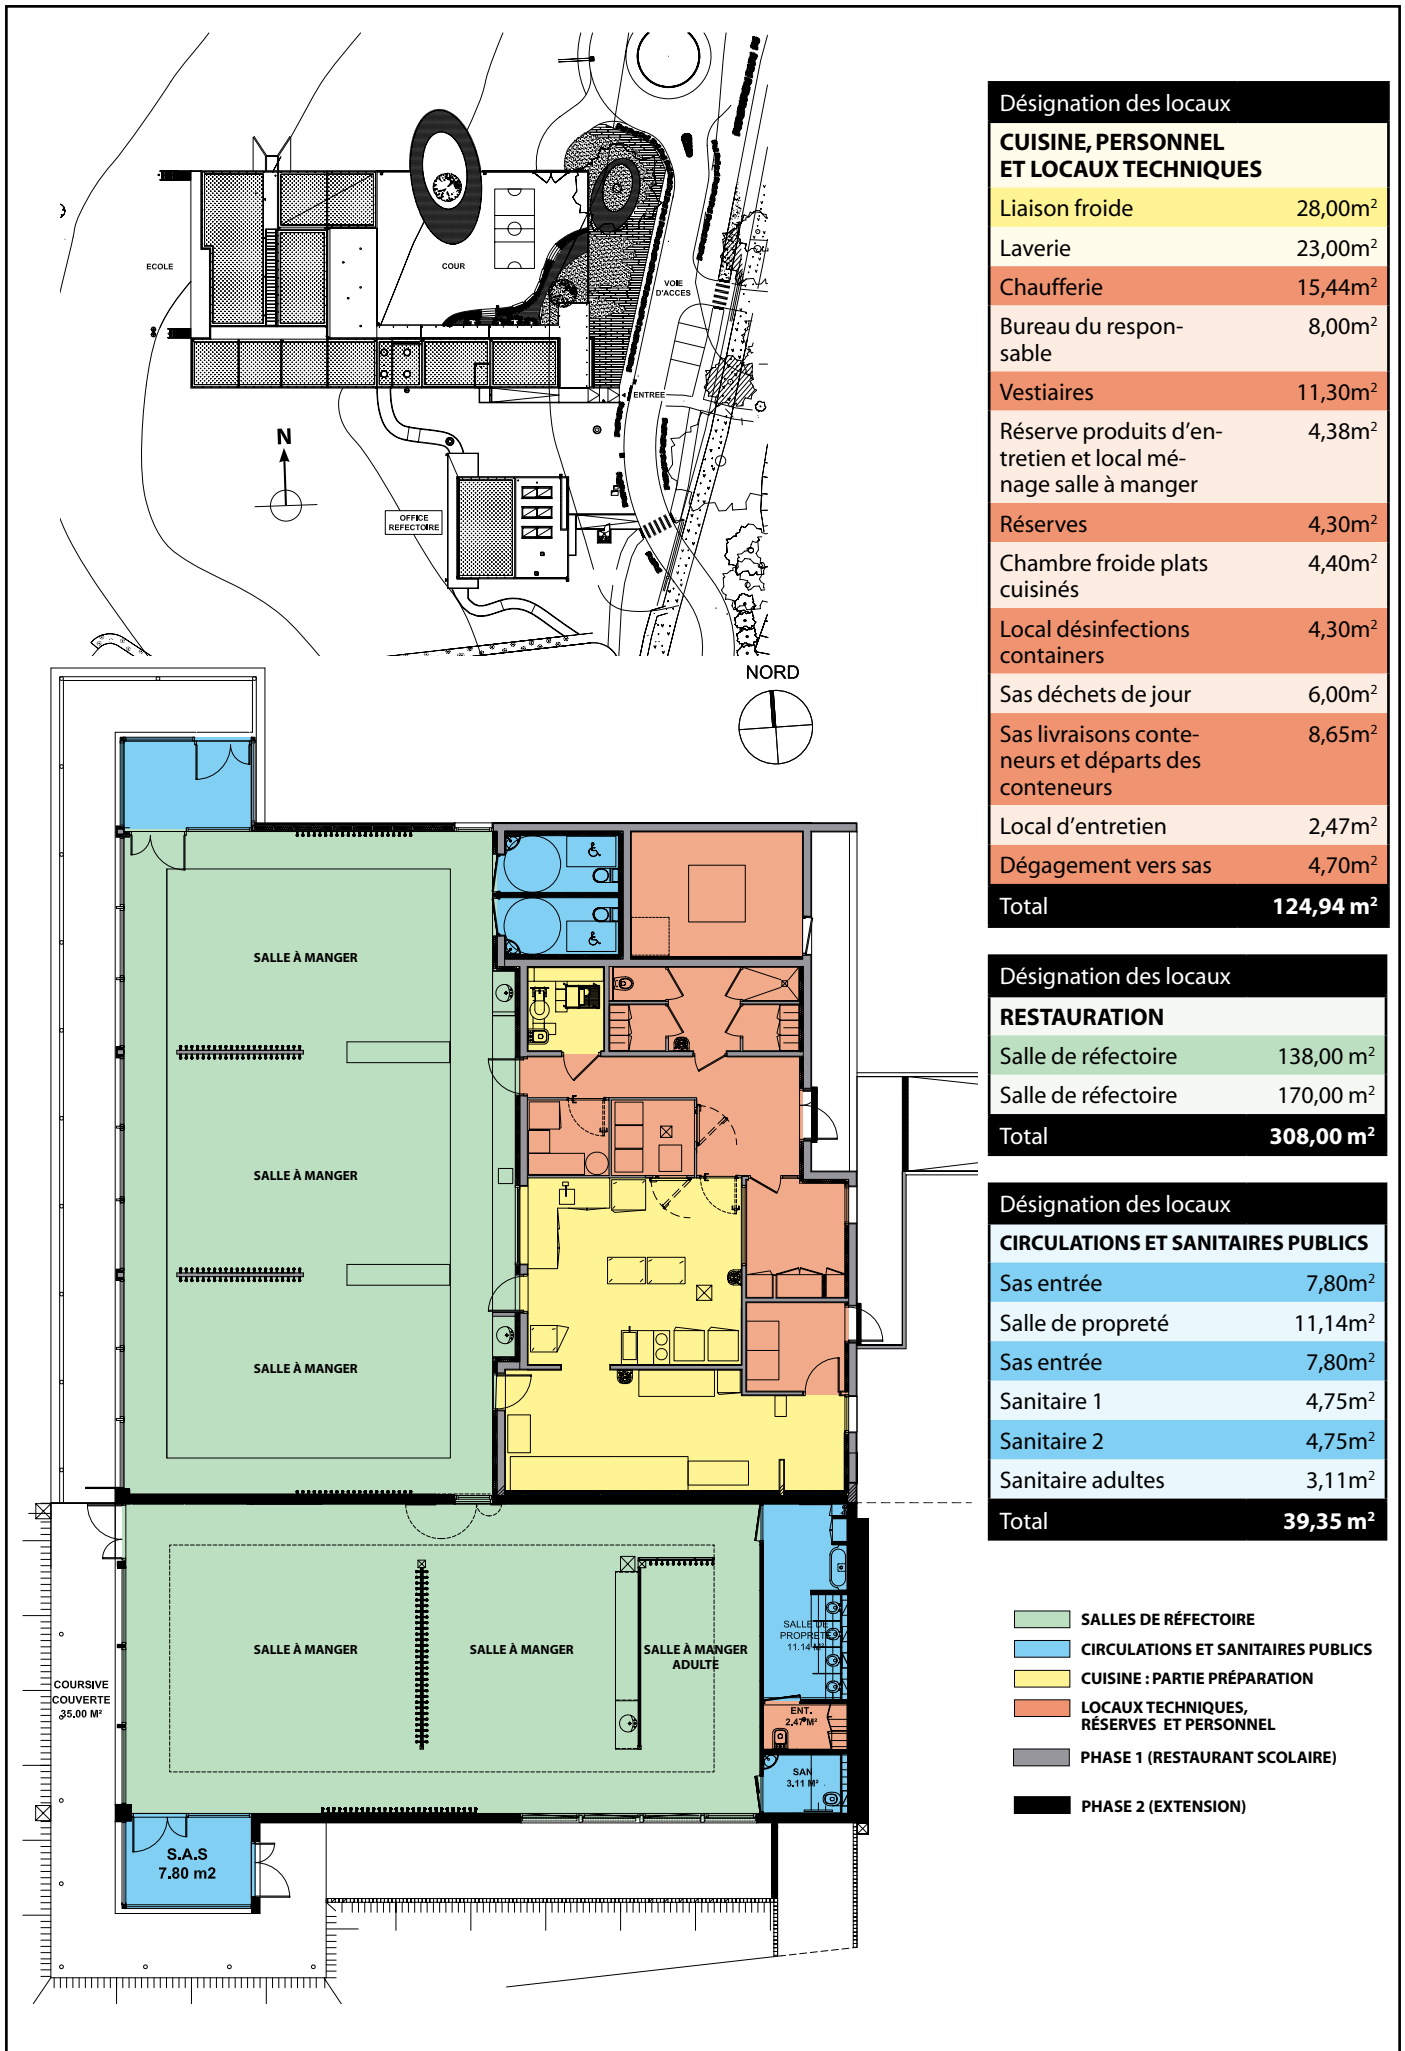 ECOLE
COUR
VOIE
D'ACCES
ENTREE
N
OFFICE
REFECTOIRE
NORD
SALLE À MANGER
SALLE À MANGER
SALLE À MANGER
SALLE À MANGER
SALLE À MANGER
SALLE À MANGER
ADULTE
SALLE DE
PROPRETE
11.14 M²
ENT.
2.47 M²
SAN
3.11 M²
COURSIVE
COUVERTE
35.00 M²
S.A.S
7.80 m2
Désignation des locaux
CUISINE, PERSONNEL
ET LOCAUX TECHNIQUES
Liaison froide 28,00m²
Laverie 23,00m²
Chaufferie 15,44m²
Bureau du respon- 8,00m²
sable
Vestiaires 11,30m²
Réserve produits d'en- 4,38m²
tretien et local mé-
nage salle à manger
Réserves 4,30m²
Chambre froide plats 4,40m²
cuisinés
Local désinfections 4,30m²
containers
Sas déchets de jour 6,00m²
Sas livraisons conte- 8,65m²
neurs et départs des
conteneurs
Local d'entretien 2,47m²
Dégagement vers sas 4,70m²
Total 124,94 m²
Désignation des locaux
RESTAURATION
Salle de réfectoire 138,00 m²
Salle de réfectoire 170,00 m²
Total 308,00 m²
Désignation des locaux
CIRCULATIONS ET SANITAIRES PUBLICS
Sas entrée 7,80m²
Salle de propreté 11,14m²
Sas entrée 7,80m²
Sanitaire 1 4,75m²
Sanitaire 2 4,75m²
Sanitaire adultes 3,11m²
Total 39,35 m²
SALLES DE RÉFECTOIRE
CIRCULATIONS ET SANITAIRES PUBLICS
CUISINE : PARTIE PRÉPARATION
LOCAUX TECHNIQUES,
RÉSERVES ET PERSONNEL
PHASE 1 (RESTAURANT SCOLAIRE)
PHASE 2 (EXTENSION)